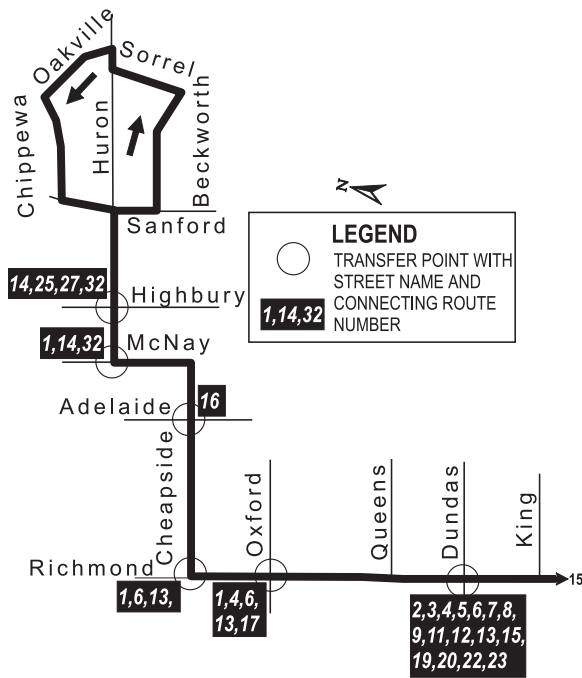 Oakville
Sorrel
Chippewa
Huron
Beckworth
Sanford
N
LEGEND
TRANSFER POINT WITH
STREET NAME AND
CONNECTING ROUTE
NUMBER
1,14,32
14,25,27,32
Highbury
1,14,32
McNay
16
Adelaide
Cheapside
Oxford
Queens
Dundas
King
Richmond
15
1,6,13,
1,4,6,
13,17
2,3,4,5,6,7,8,
9,11,12,13,15,
19,20,22,23